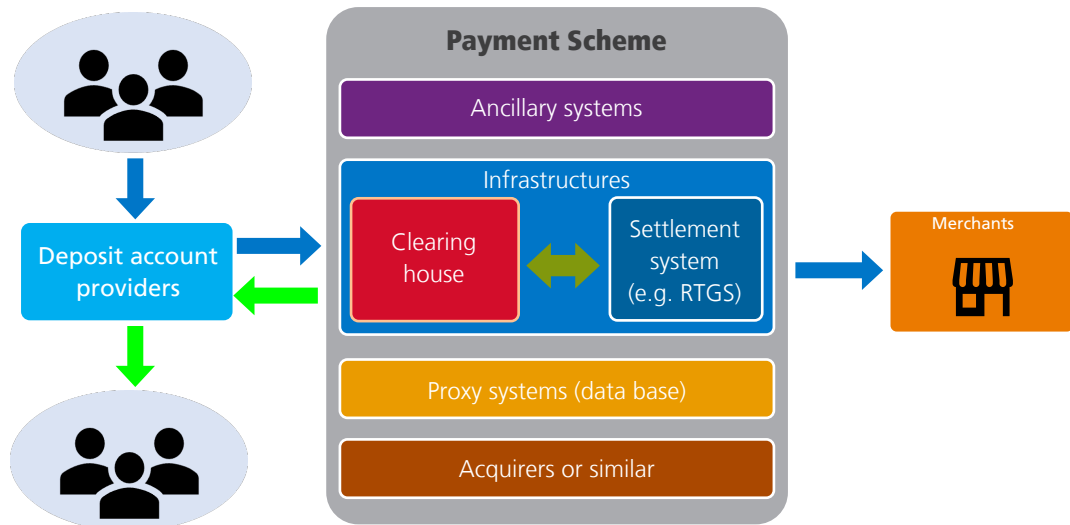 Payment Scheme
Ancillary systems
Infrastructures
Clearing
house
Settlement
system
(e.g. RTGS)
Deposit account
providers
Merchants
Proxy systems (data base)
Acquirers or similar